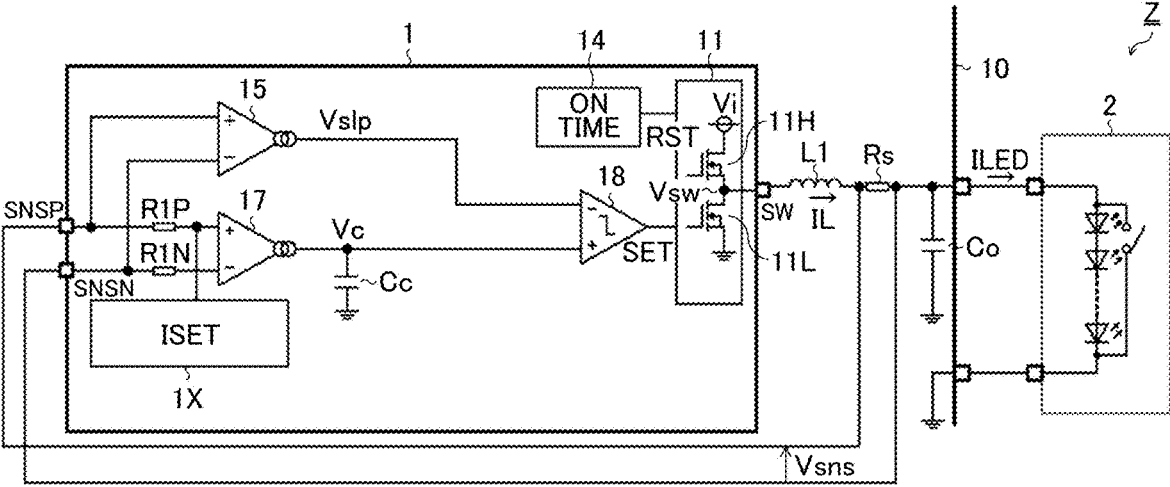 Z
1
14
11
10
2
15
Vslp
ON
TIME
Vi
RST
11H
L1
Rs
ILED
SNSP
R1P
17
18
Vsw
SW
IL
R1N
Vc
SET
11L
Co
SNSN
Cc
ISET
1X
Vsns